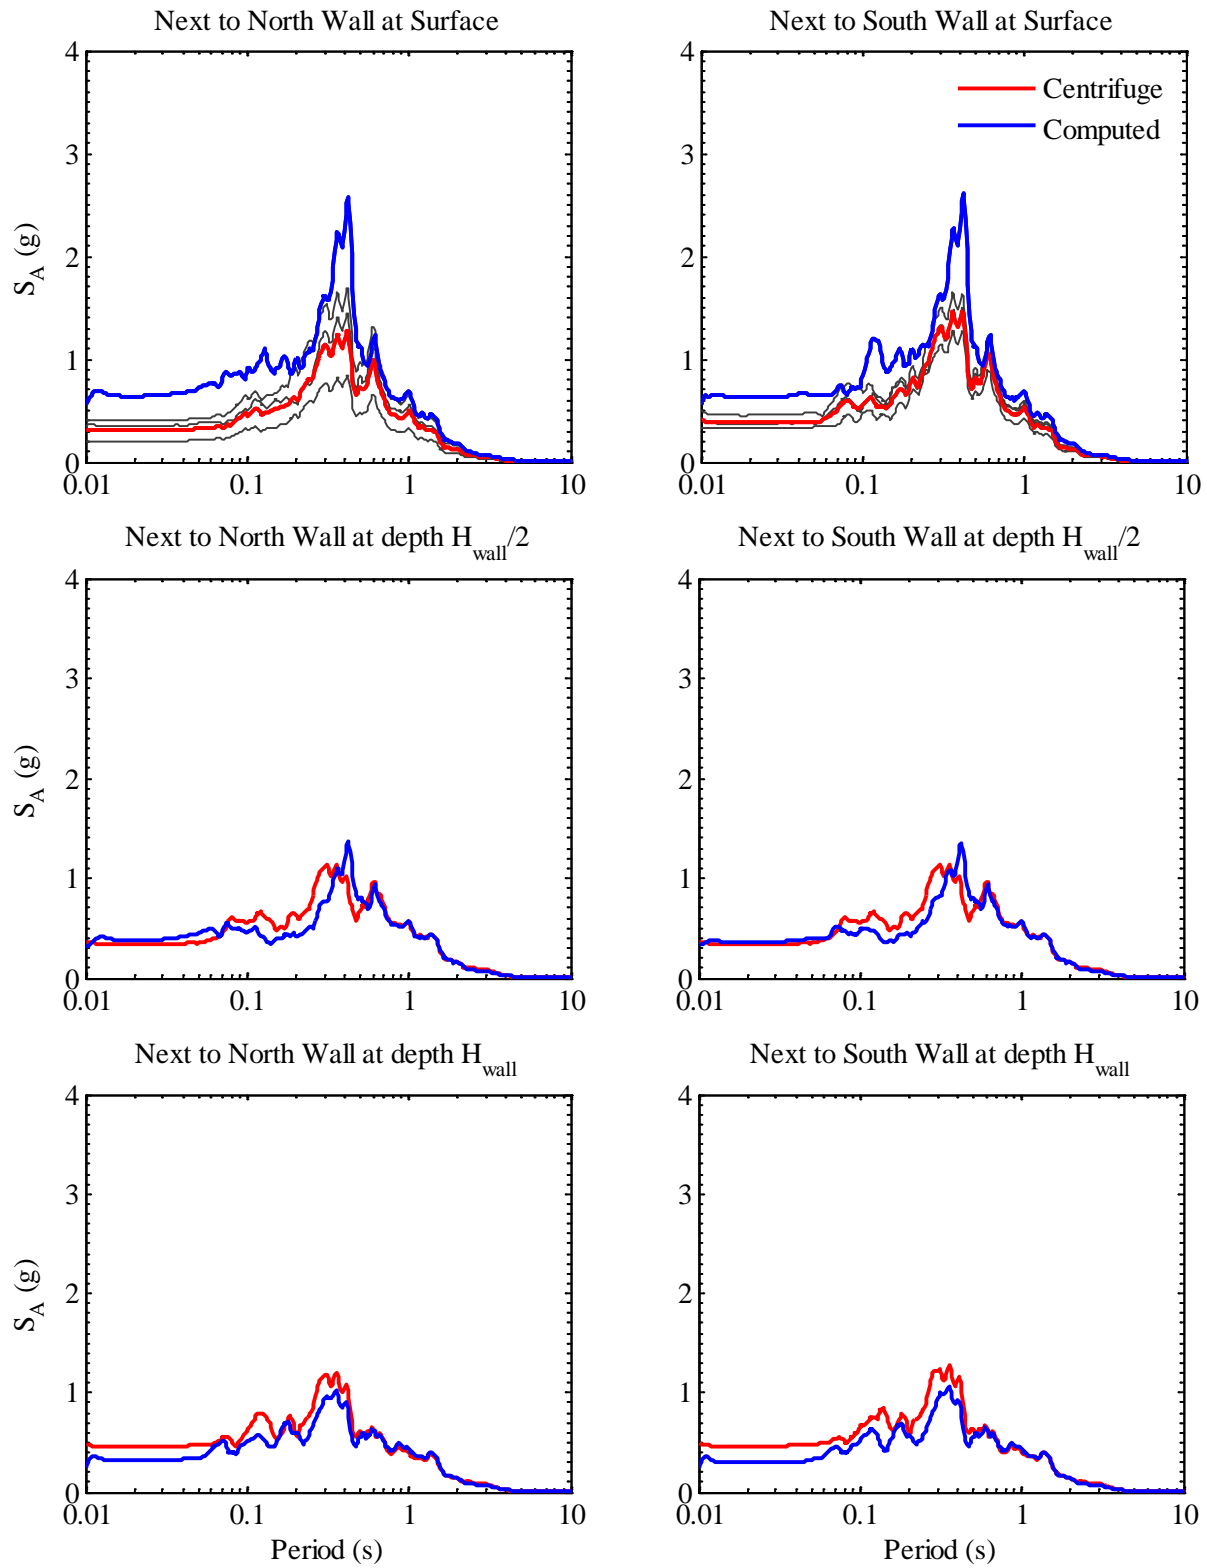 Next to North Wall at Surface
4
3
2
1
0
S_A (g)
0.01 0.1 1 10
Next to South Wall at Surface
Centrifuge
Computed
4
3
2
1
0
0.01 0.1 1 10
Next to North Wall at depth H_wall/2
4
3
2
1
0
S_A (g)
0.01 0.1 1 10
Next to South Wall at depth H_wall/2
4
3
2
1
0
0.01 0.1 1 10
Next to North Wall at depth H_wall
4
3
2
1
0
S_A (g)
0.01 0.1 1 10
Period (s)
Next to South Wall at depth H_wall
4
3
2
1
0
0.01 0.1 1 10
Period (s)